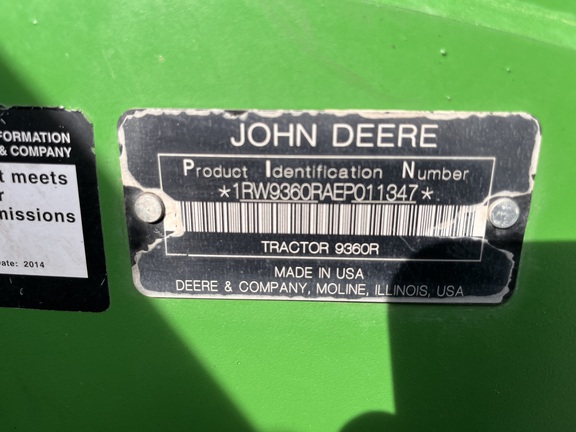 FORMATION
& COMPANY
t meets
r
missions
ate: 2014
JOHN DEERE
Product Identification Number
*1RW9360RAEP011347*
TRACTOR 9360R
MADE IN USA
DEERE & COMPANY, MOLINE, ILLINOIS, USA